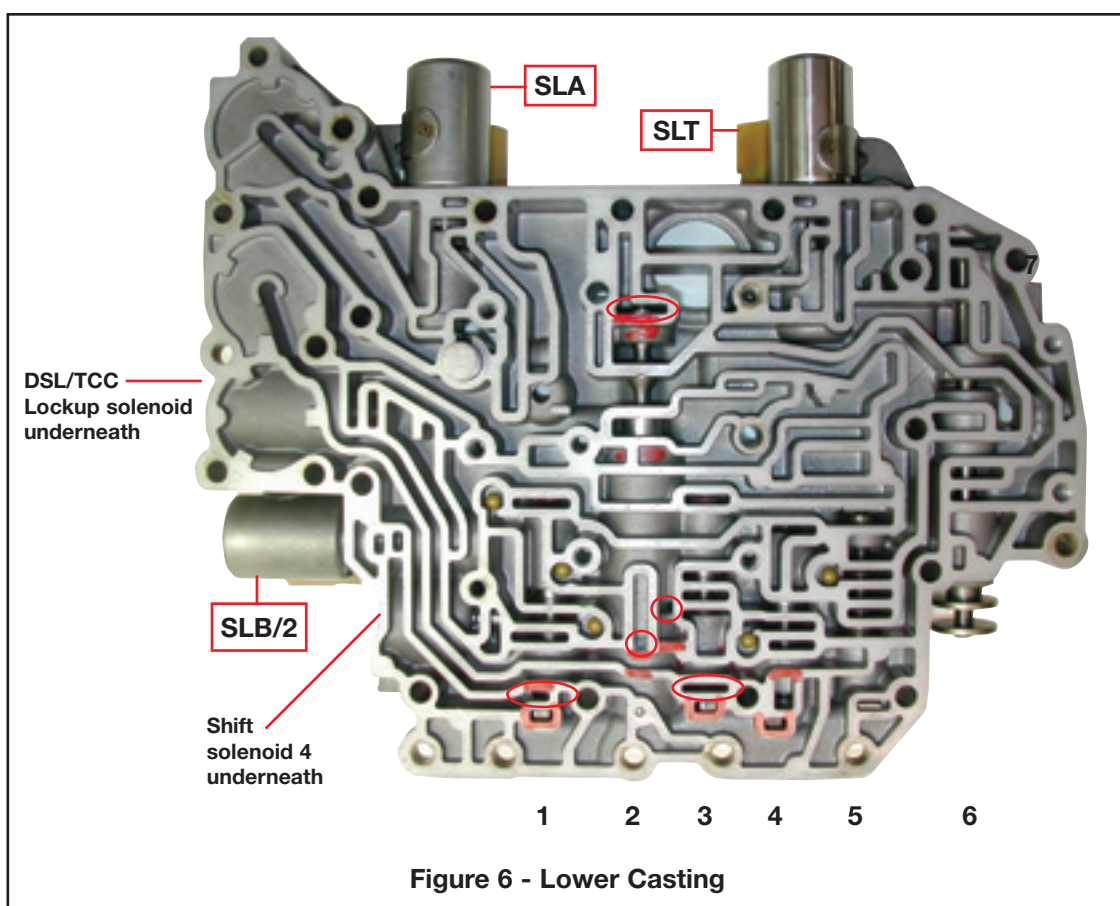 SLA
SLT
7
DSL/TCC
Lockup solenoid
underneath
SLB/2
Shift
solenoid 4
underneath
1 2 3 4 5 6
Figure 6 - Lower Casting